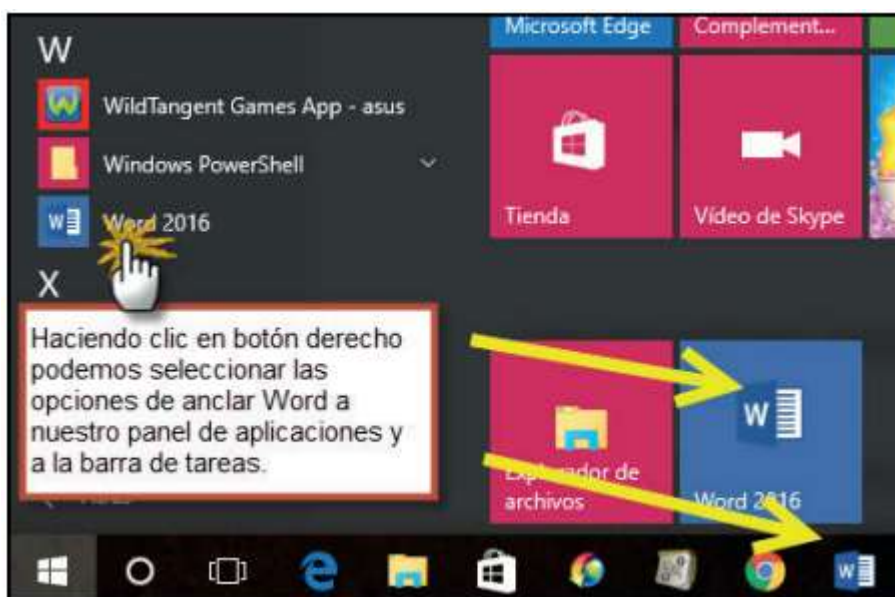 W
WildTangent Games App - asus
Windows PowerShell
Word 2016
X
Haciendo clic en botón derecho
podemos seleccionar las
opciones de anclar Word a
nuestro panel de aplicaciones y
a la barra de tareas.
Microsoft Edge
Complement...
Tienda
Vídeo de Skype
Explorador de
archivos
Word 2016